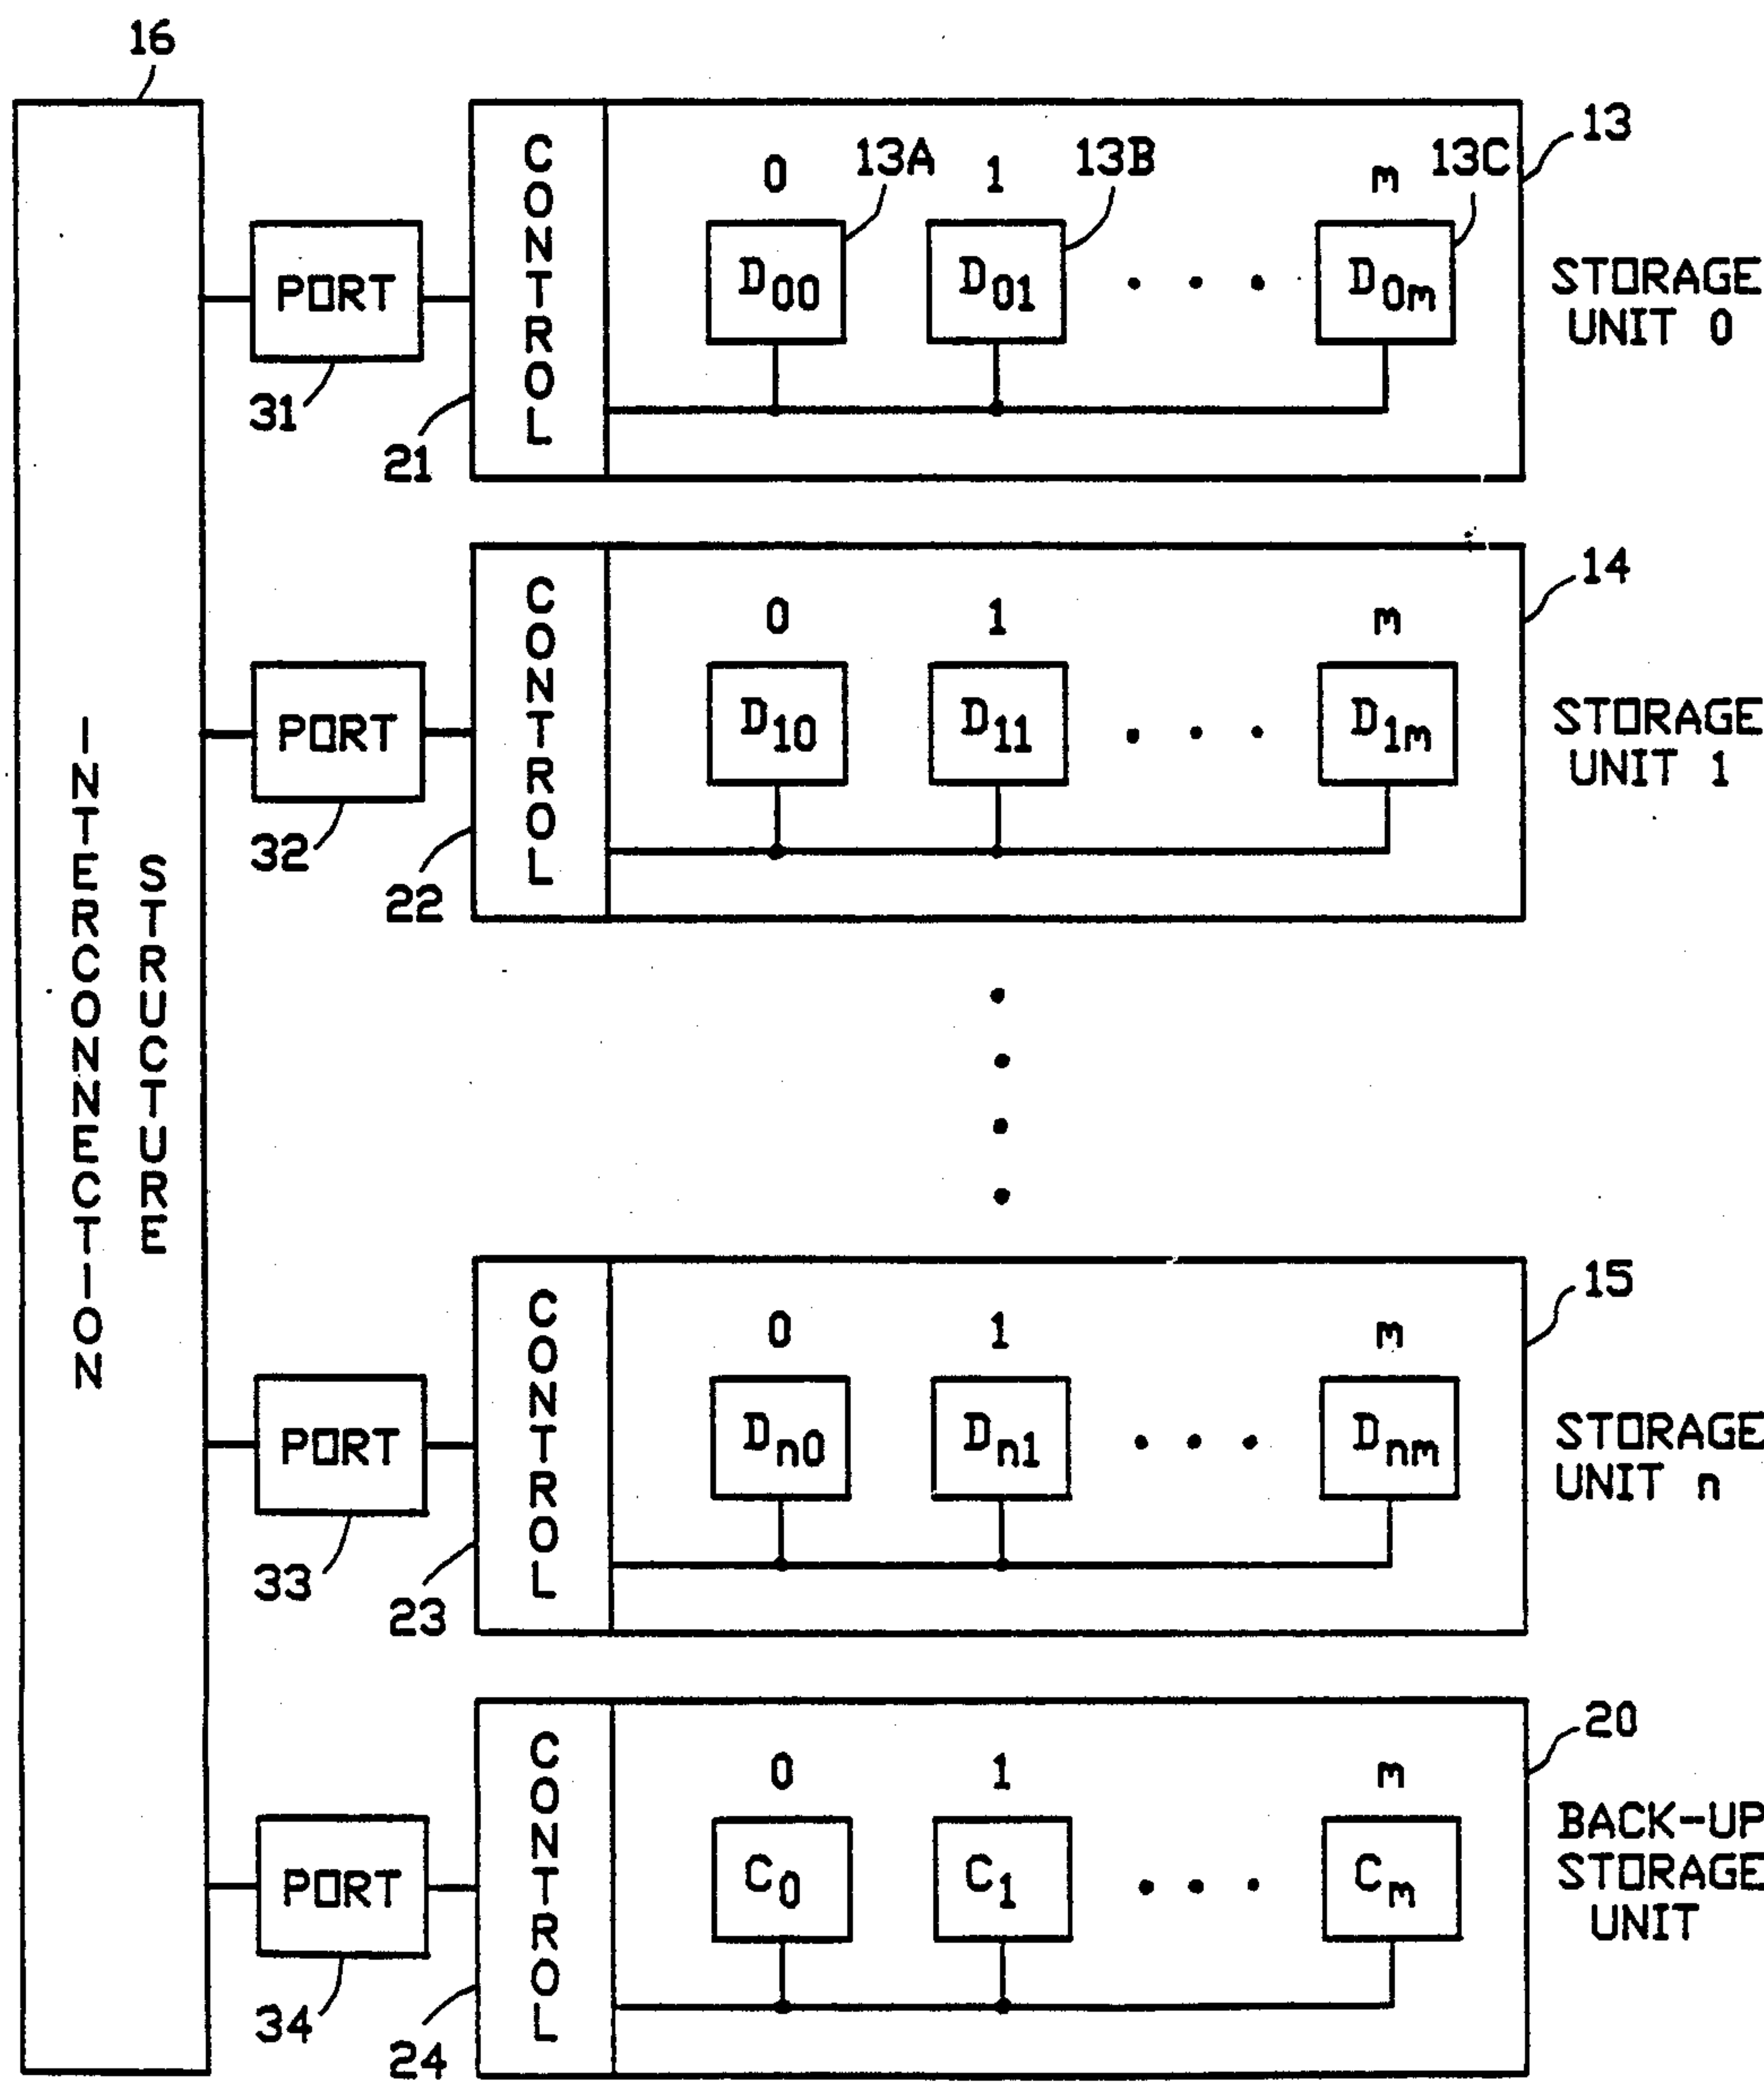 16
INTERCONNECTION
STRUCTURE
PORT
31
CONTROL
21
0 1 m
13A 13B 13C
D00 D01 . . . D0m
13
STORAGE
UNIT 0
PORT
32
CONTROL
22
0 1 m
D10 D11 . . . D1m
14
STORAGE
UNIT 1
PORT
33
CONTROL
23
0 1 m
Dn0 Dn1 . . . Dnm
15
STORAGE
UNIT n
PORT
34
CONTROL
24
0 1 m
C0 C1 . . . Cm
20
BACK-UP
STORAGE
UNIT